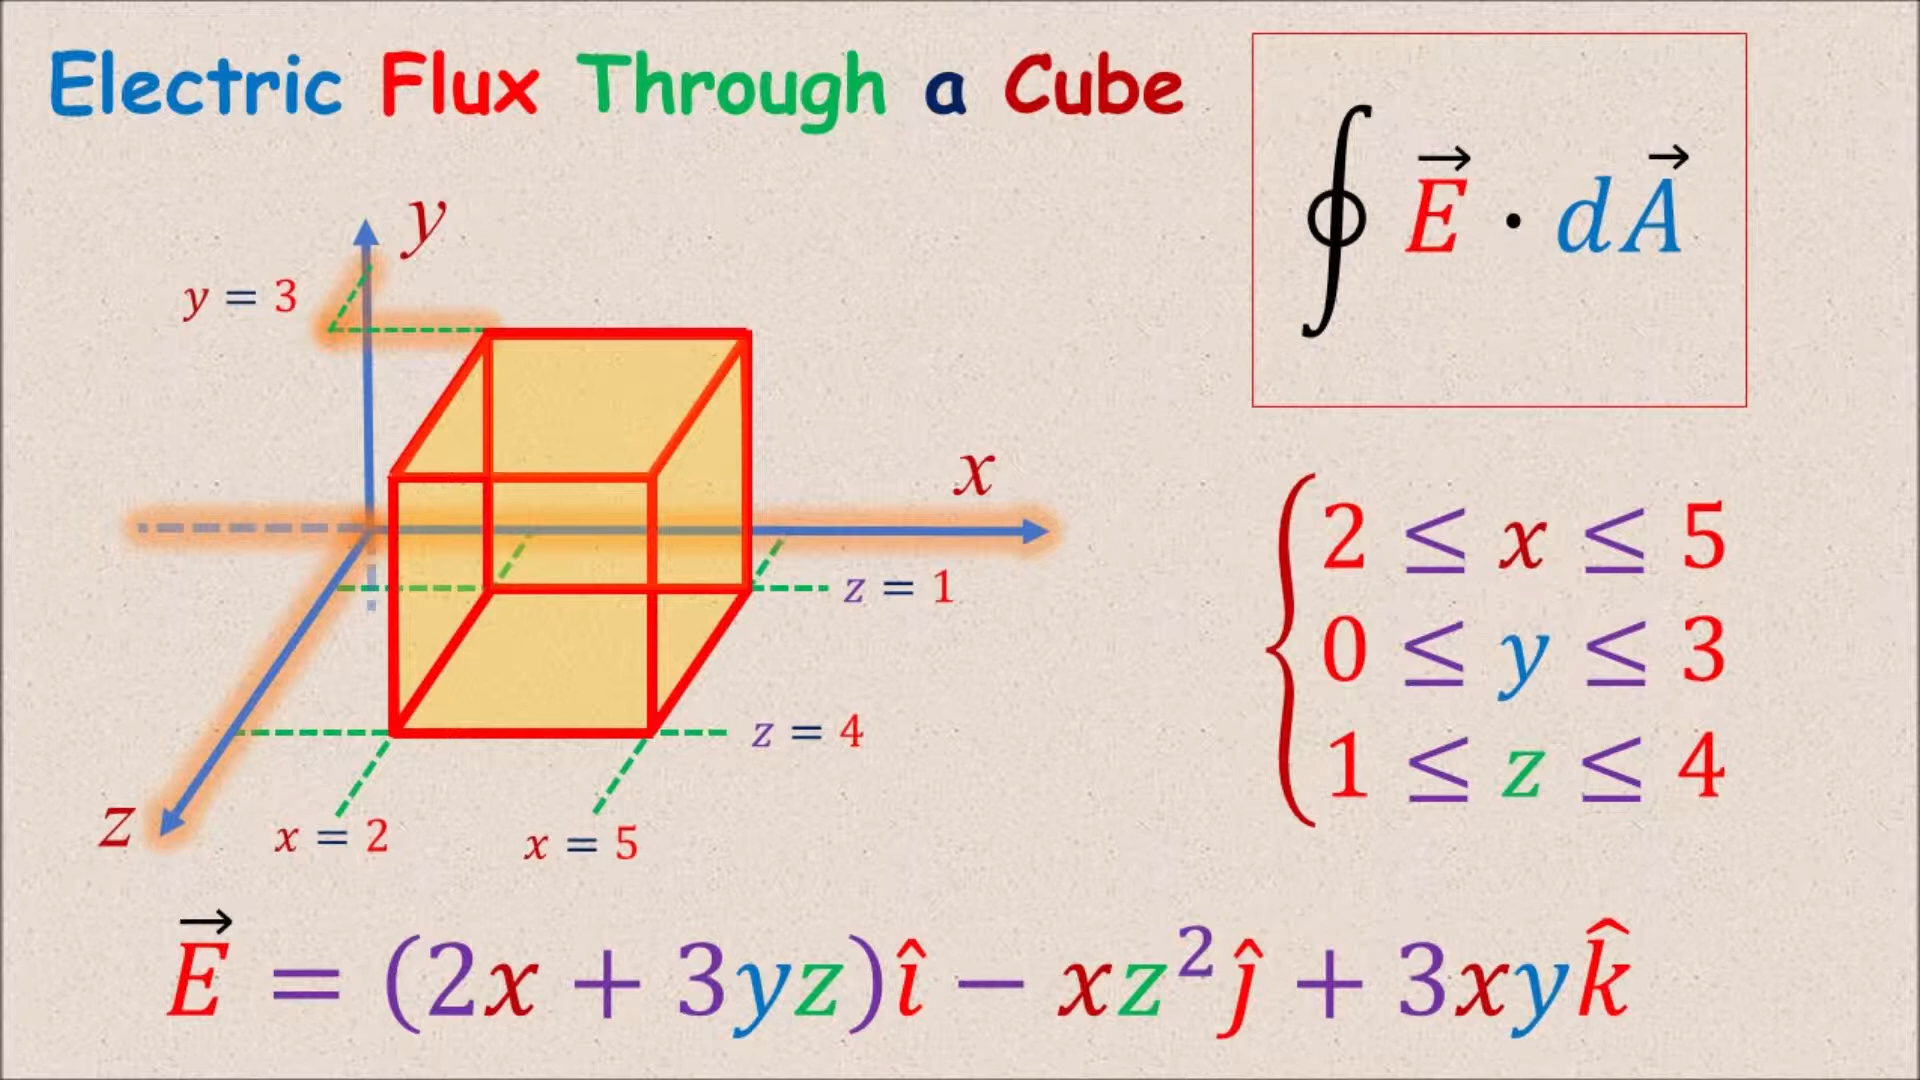 Electric Flux Through a Cube
∮ E⃗ · dA⃗
y
y = 3
x
2 ≤ x ≤ 5
z = 1
0 ≤ y ≤ 3
z = 4
1 ≤ z ≤ 4
z
x = 2
x = 5
E⃗ = (2x + 3yz)î − xz²ĵ + 3xyk̂